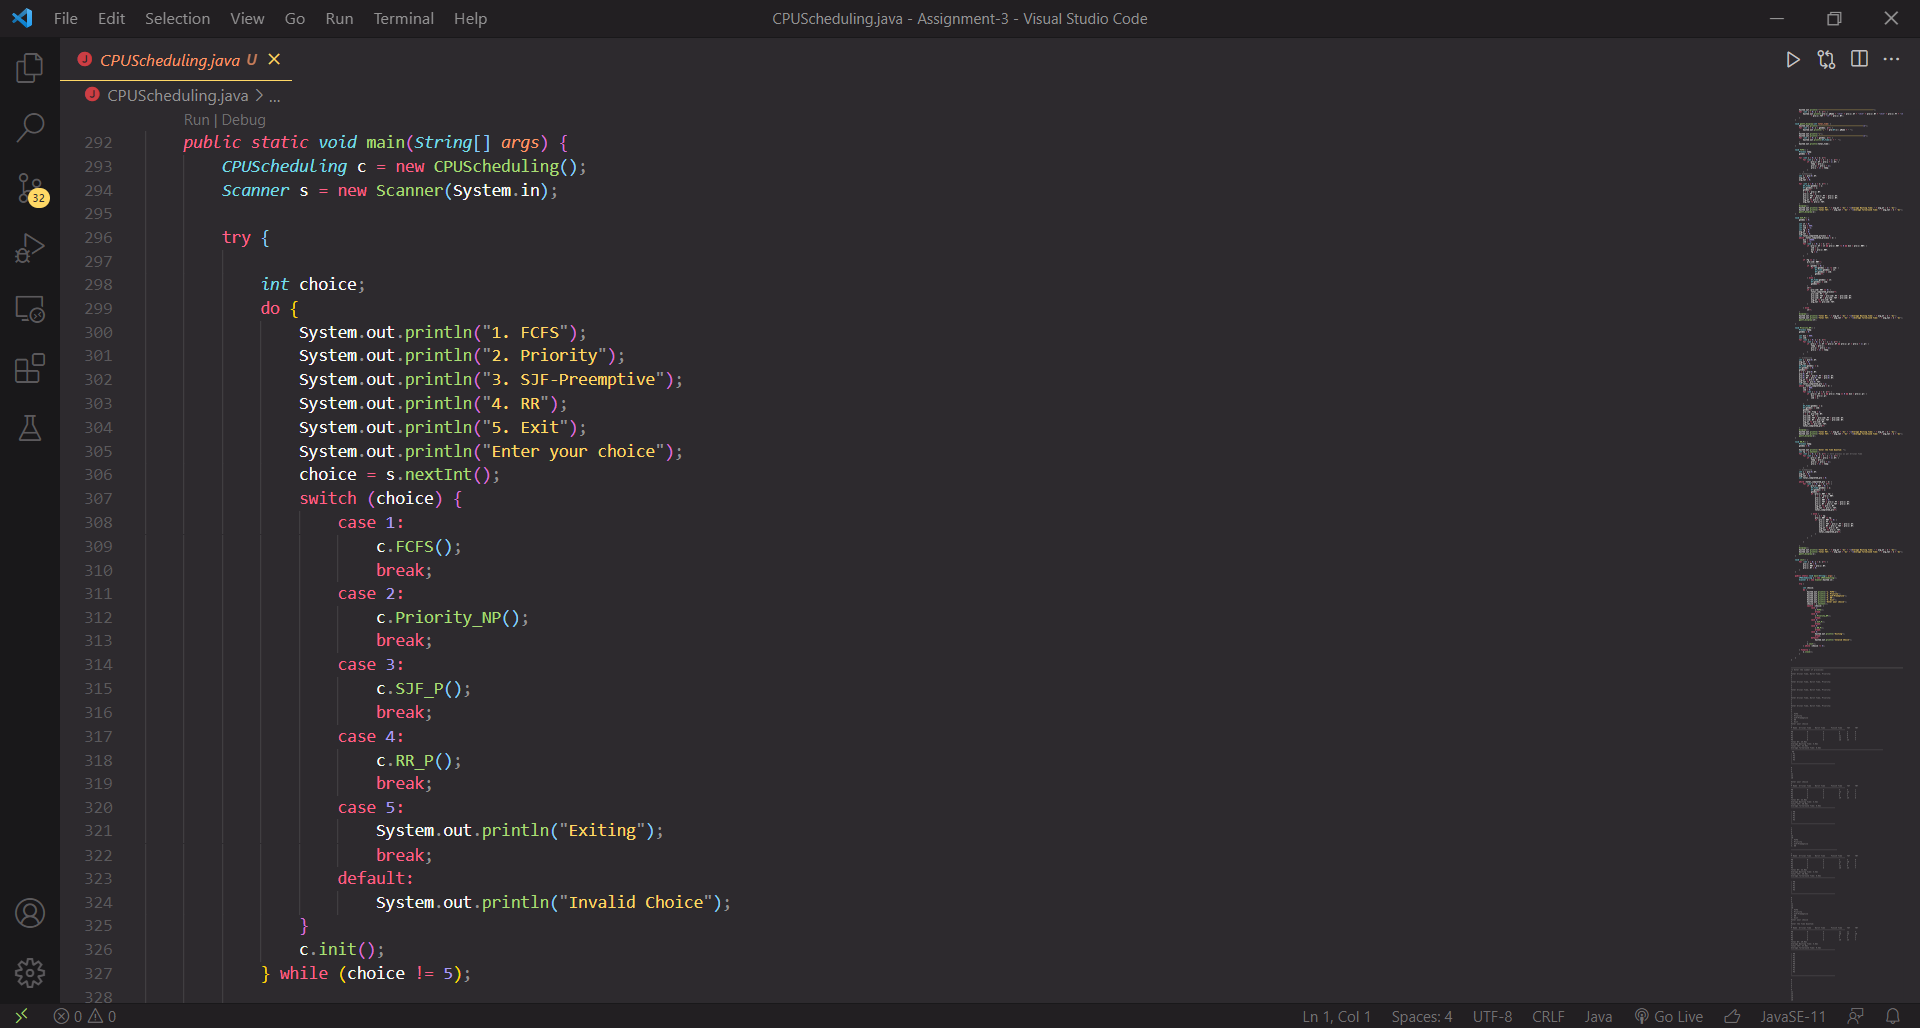 File Edit Selection View Go Run Terminal Help CPUScheduling.java - Assignment-3 - Visual Studio Code
J CPUScheduling.java U
J CPUScheduling.java > ...
Run | Debug
292 public static void main(String[] args) {
293 CPUScheduling c = new CPUScheduling();
294 Scanner s = new Scanner(System.in);
295
296 try {
297
298 int choice;
299 do {
300 System.out.println("1. FCFS");
301 System.out.println("2. Priority");
302 System.out.println("3. SJF-Preemptive");
303 System.out.println("4. RR");
304 System.out.println("5. Exit");
305 System.out.println("Enter your choice");
306 choice = s.nextInt();
307 switch (choice) {
308 case 1:
309 c.FCFS();
310 break;
311 case 2:
312 c.Priority_NP();
313 break;
314 case 3:
315 c.SJF_P();
316 break;
317 case 4:
318 c.RR_P();
319 break;
320 case 5:
321 System.out.println("Exiting");
322 break;
323 default:
324 System.out.println("Invalid Choice");
325 }
326 c.init();
327 } while (choice != 5);
328
32
0 0 Ln 1, Col 1 Spaces: 4 UTF-8 CRLF Java Go Live JavaSE-11